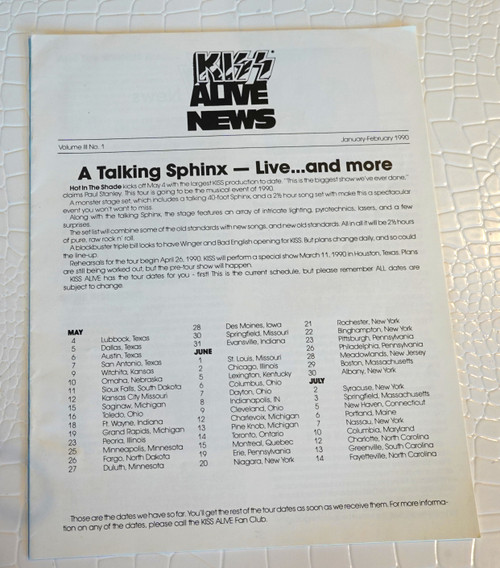 KISS
ALIVE
NEWS
Volume III No. 1
January-February 1990
A Talking Sphinx — Live...and more
Hot In The Shade kicks off May 4 with the largest KISS production to date. "This is the biggest show we've ever done,"
claims Paul Stanley. This tour is going to be the musical event of 1990.
A monster stage set, which includes a talking 40-foot Sphinx, and a 2½ hour song set with make this a spectacular
event you won't want to miss.
Along with the talking Sphinx, the stage features an array of intricate lighting, pyrotechnics, lasers, and a few
surprises.
The set list will combine some of the old standards with new songs, and new old standards. All in all it will be 2½ hours
of pure, raw rock n' roll.
A blockbuster triple bill looks to have Winger and Bad English opening for KISS. But plans change daily, and so could
the line-up.
Rehearsals for the tour begin April 26, 1990. KISS will perform a special show March 11, 1990 in Houston, Texas. Plans
are still being worked out, but the pre-tour show will happen.
KISS ALIVE has the tour dates for you - first! This is the current schedule, but please remember ALL dates are
subject to change.
MAY
4 Lubbock, Texas
5 Dallas, Texas
6 Austin, Texas
7 San Antonio, Texas
9 Witchita, Kansas
10 Omaha, Nebraska
11 Sioux Falls, South Dakota
12 Kansas City Missouri
15 Saginaw, Michigan
16 Toledo, Ohio
18 Ft. Wayne, Indiana
19 Grand Rapids, Michigan
23 Peoria, Illinois
25 Minneapolis, Minnesota
26 Fargo, North Dakota
27 Duluth, Minnesota
28 Des Moines, Iowa
30 Springfield, Missouri
31 Evansville, Indiana
JUNE
1 St. Louis, Missouri
2 Chicago, Illinois
5 Lexington, Kentucky
6 Columbus, Ohio
7 Dayton, Ohio
8 Indianapolis, IN
9 Cleveland, Ohio
12 Charlevoix, Michigan
13 Pine Knob, Michigan
14 Toronto, Ontario
15 Montreal, Quebec
19 Erie, Pennsylvania
20 Niagara, New York
21 Rochester, New York
22 Binghampton, New York
23 Pittsburgh, Pennsylvania
26 Philadelphia, Pennsylvania
28 Meadowlands, New Jersey
29 Boston, Massachusetts
30 Albany, New York
JULY
2 Syracuse, New York
3 Springfield, Massachusetts
5 New Haven, Connecticut
6 Portland, Maine
7 Nassau, New York
10 Columbia, Maryland
12 Charlotte, North Carolina
13 Greenville, South Carolina
14 Fayetteville, North Carolina
Those are the dates we have so far. You'll get the rest of the tour dates as soon as we receive them. For more informa-
tion on any of the dates, please call the KISS ALIVE Fan Club.